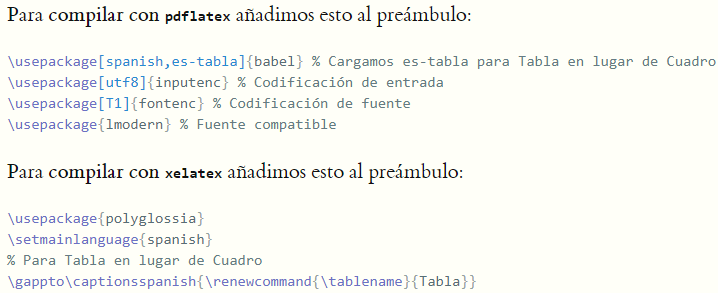 Para compilar con pdflatex añadimos esto al preámbulo:
\usepackage[spanish,es-tabla]{babel} % Cargamos es-tabla para Tabla en lugar de Cuadro
\usepackage[utf8]{inputenc} % Codificación de entrada
\usepackage[T1]{fontenc} % Codificación de fuente
\usepackage{lmodern} % Fuente compatible
Para compilar con xelatex añadimos esto al preámbulo:
\usepackage{polyglossia}
\setmainlanguage{spanish}
% Para Tabla en lugar de Cuadro
\gappto\captionsspanish{\renewcommand{\tablename}{Tabla}}